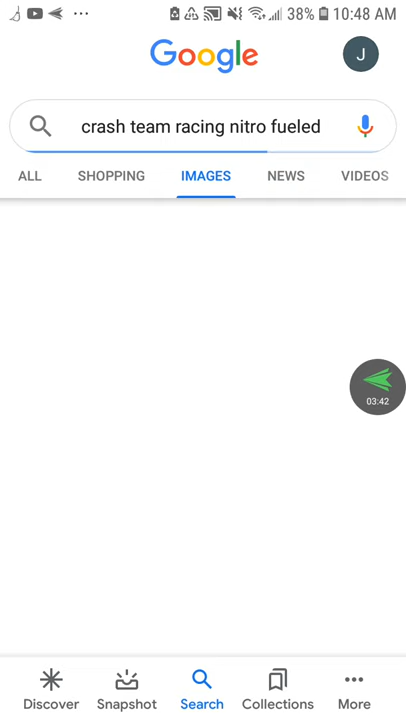 38% 10:48 AM
Google
J
crash team racing nitro fueled
ALL SHOPPING IMAGES NEWS VIDEOS
03:42
Discover Snapshot Search Collections More